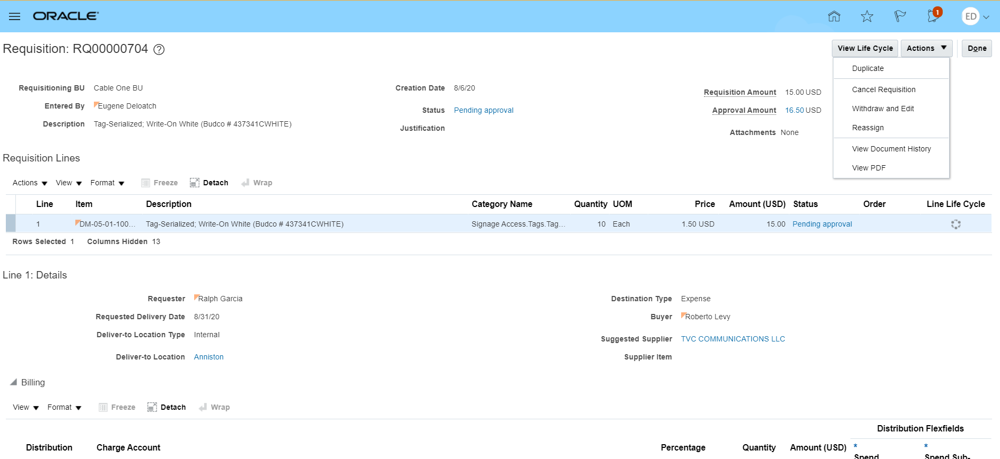 ORACLE
1
ED
Requisition: RQ00000704 ?
View Life Cycle
Actions
Done
Duplicate
Cancel Requisition
Withdraw and Edit
Reassign
View Document History
View PDF
Requisitioning BU Cable One BU
Entered By Eugene Deloatch
Description Tag-Serialized; Write-On White (Budco # 437341CWHITE)
Creation Date 8/6/20
Status Pending approval
Justification
Requisition Amount 15.00 USD
Approval Amount 16.50 USD
Attachments None
Requisition Lines
Actions View Format Freeze Detach Wrap
Line Item Description Category Name Quantity UOM Price Amount (USD) Status Order Line Life Cycle
1 DM-05-01-100... Tag-Serialized; Write-On White (Budco # 437341CWHITE) Signage Access.Tags.Tag... 10 Each 1.50 USD 15.00 Pending approval
Rows Selected 1 Columns Hidden 13
Line 1: Details
Requester Ralph Garcia
Requested Delivery Date 8/31/20
Deliver-to Location Type Internal
Deliver-to Location Anniston
Destination Type Expense
Buyer Roberto Levy
Suggested Supplier TVC COMMUNICATIONS LLC
Supplier Item
Billing
View Format Freeze Detach Wrap
Distribution Flexfields
Distribution Charge Account Percentage Quantity Amount (USD) * *
Spend Spend Sub-